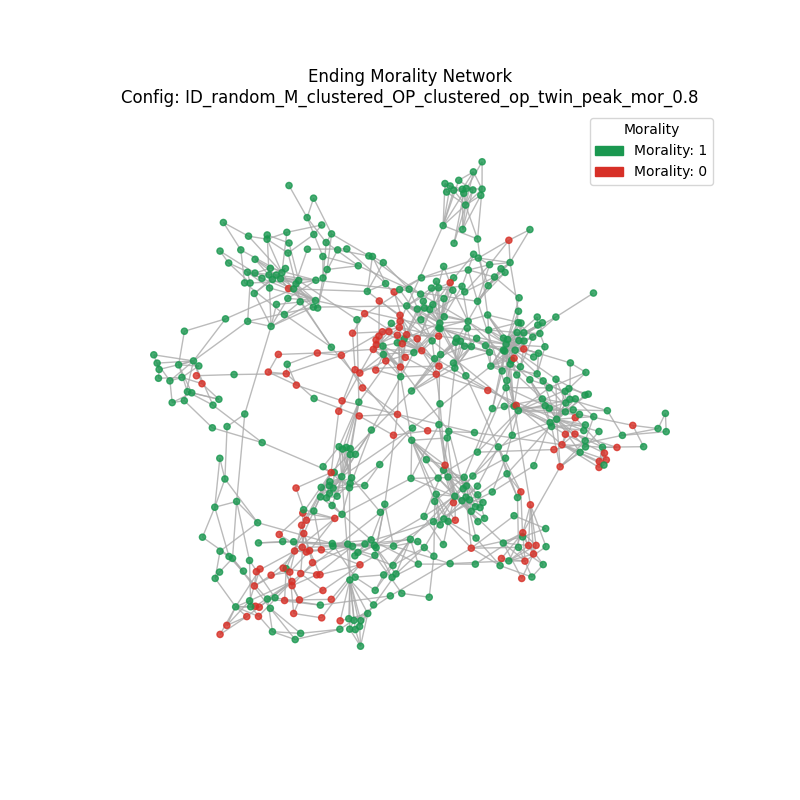 Ending Morality Network
Config: ID_random_M_clustered_OP_clustered_op_twin_peak_mor_0.8
Morality
Morality: 1
Morality: 0